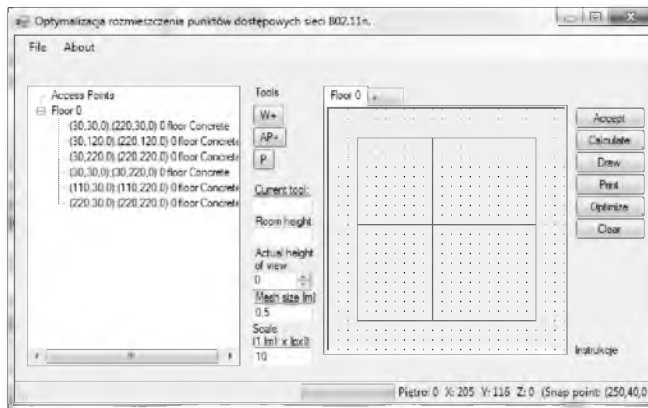 Optymalizacja rozmieszczenia punktów dostępowych sieci 802.11n.
File About
Access Points
Floor 0
(30,30,0);(220,30,0) 0 floor Concrete
(30,120,0);(220,120,0) 0 floor Concrete
(30,220,0);(220,220,0) 0 floor Concrete
(30,30,0);(30,220,0) 0 floor Concrete
(110,30,0);(110,220,0) 0 floor Concrete
(220,30,0);(220,220,0) 0 floor Concrete
Tools
W+
AP+
P
Current tool:
Room height
Actual height
of view
0
Mesh size [m]
0.5
Scale
(1 [m] x [px])
10
Floor 0
Accept
Calculate
Draw
Print
Optimize
Clear
Instrukcje
Piętro: 0 X: 205 Y: 116 Z: 0 (Snap point: (250,40,0